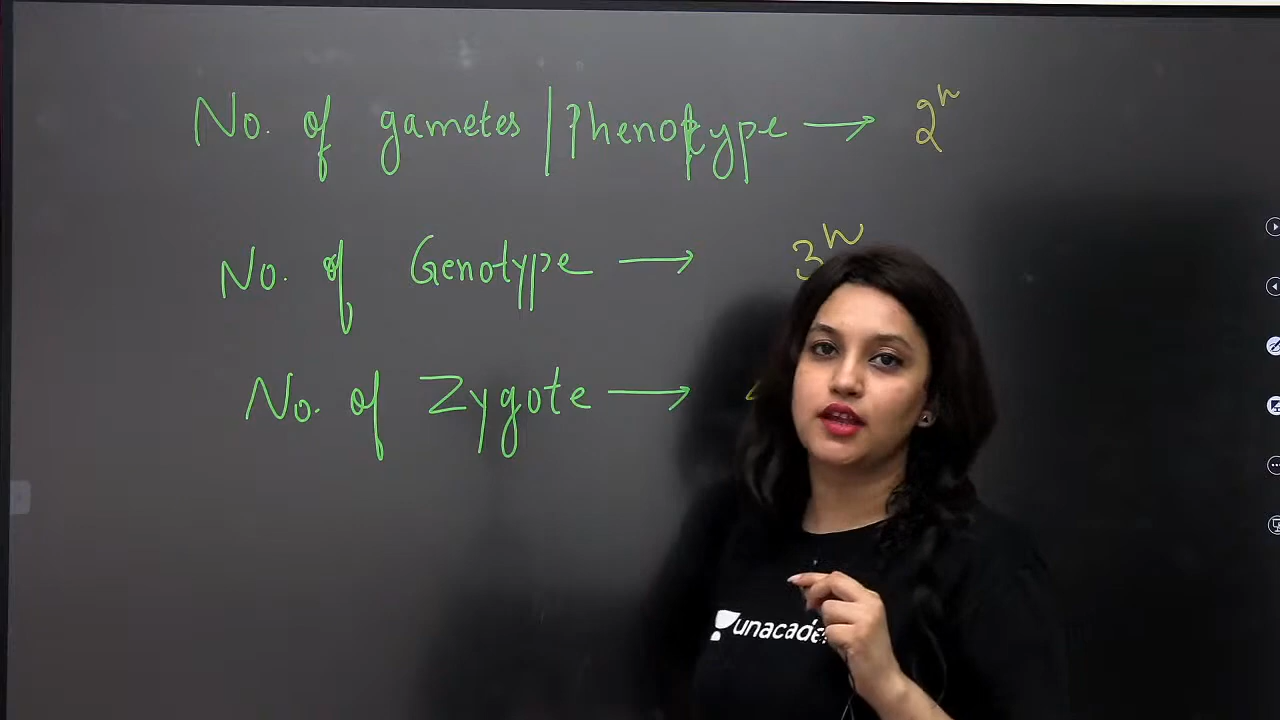 No. of gametes | Phenotype → 2ⁿ
No. of Genotype → 3ⁿ
No. of Zygote →
unacade